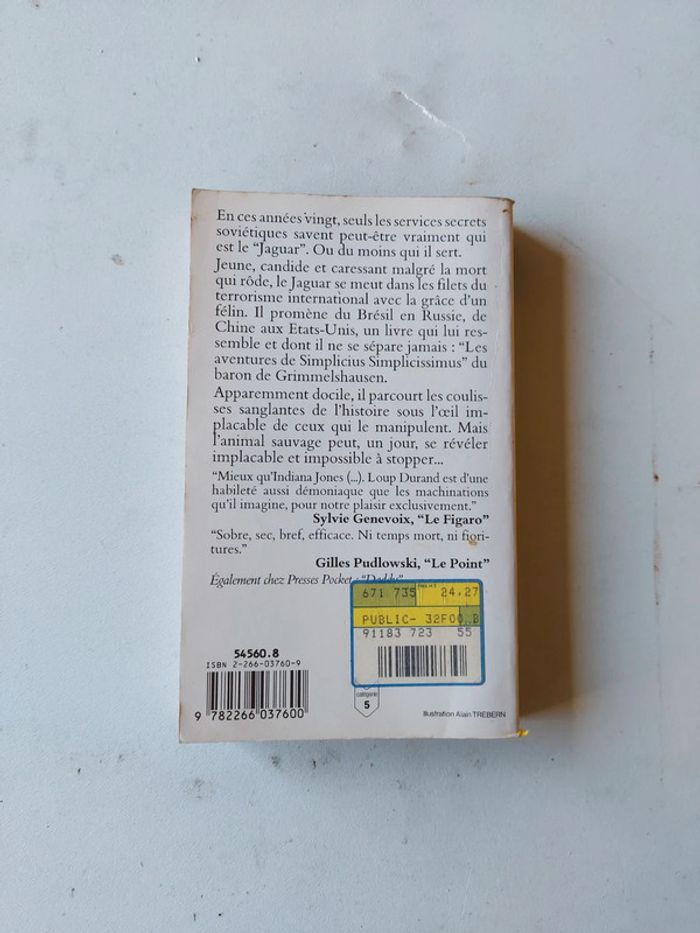 En ces années vingt, seuls les services secrets
soviétiques savent peut-être vraiment qui
est le "Jaguar". Ou du moins qui il sert.
Jeune, candide et caressant malgré la mort
qui rôde, le Jaguar se meut dans les filets du
terrorisme international avec la grâce d'un
félin. Il promène du Brésil en Russie, de
Chine aux Etats-Unis, un livre qui lui res-
semble et dont il ne se sépare jamais : "Les
aventures de Simplicius Simplicissimus" du
baron de Grimmelshausen.
Apparemment docile, il parcourt les coulis-
ses sanglantes de l'histoire sous l'œil im-
placable de ceux qui le manipulent. Mais
l'animal sauvage peut, un jour, se révéler
implacable et impossible à stopper...
"Mieux qu'Indiana Jones (...). Loup Durand est d'une
habileté aussi démoniaque que les machinations
qu'il imagine, pour notre plaisir exclusivement."
Sylvie Genevoix, "Le Figaro"
"Sobre, sec, bref, efficace. Ni temps mort, ni fiori-
tures."
Gilles Pudlowski, "Le Point"
Également chez Presses Pocket : "Daddy"
671 735 24,27
PUBLIC- 32F00 B
91183 723 55
54560.8
ISBN 2-266-03760-9
9 782266 037600
catégorie
5
Illustration Alain TREBERN